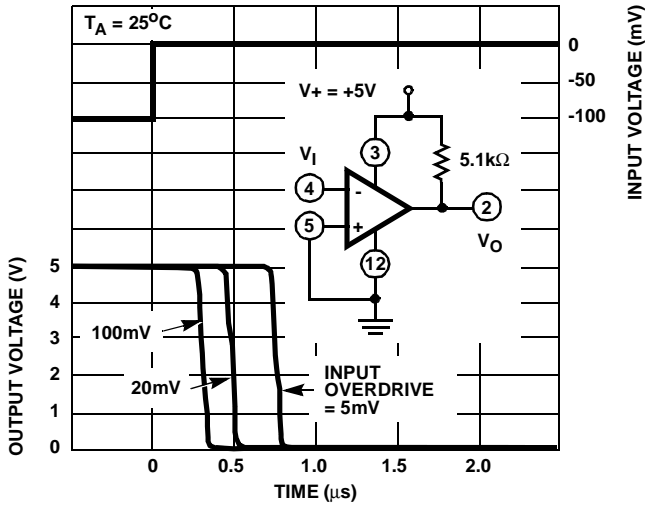 T_A = 25°C
0
-50
-100
INPUT VOLTAGE (mV)
V+ = +5V
3
5.1kΩ
V_I
4
-
5
+
2
V_O
12
OUTPUT VOLTAGE (V)
5
4
3
2
1
0
100mV
20mV
INPUT
OVERDRIVE
= 5mV
0
0.5
1.0
1.5
2.0
TIME (μs)